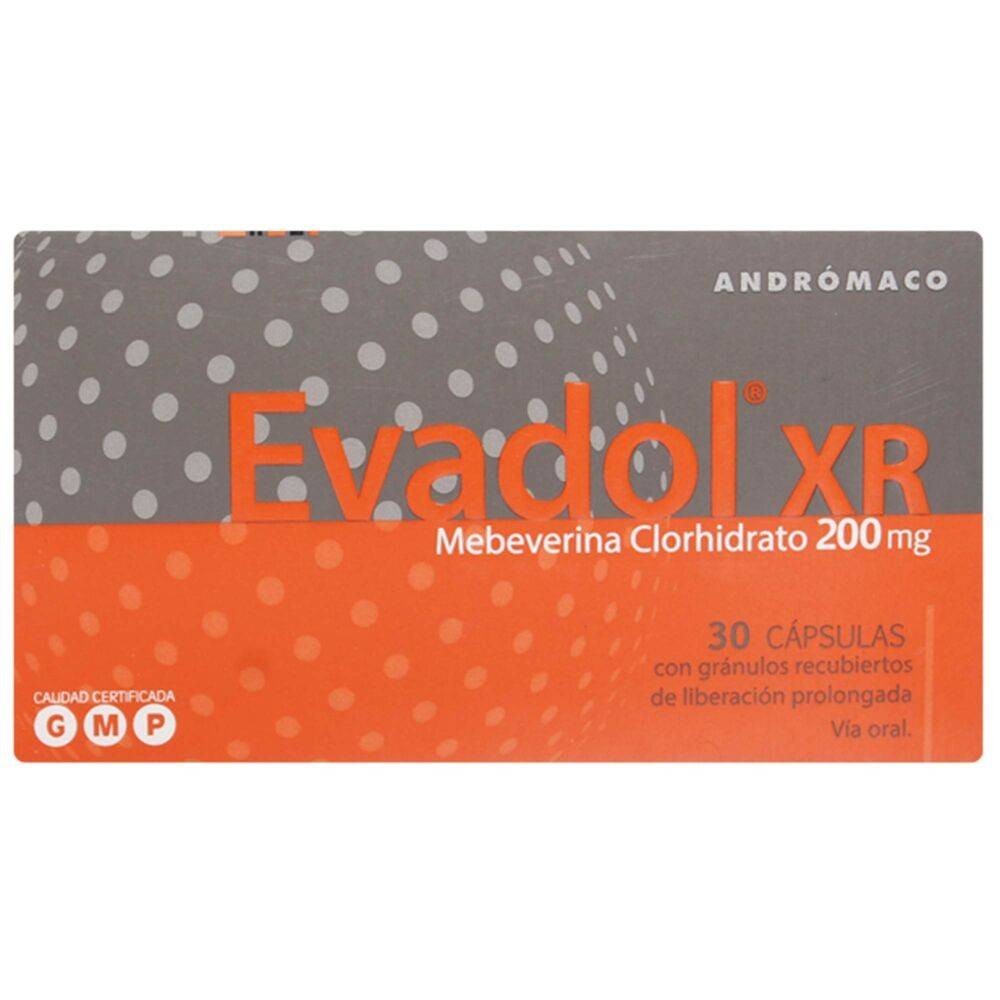 ANDRÓMACO
Evadol® XR
Mebeverina Clorhidrato 200 mg
30 CÁPSULAS
con gránulos recubiertos
de liberación prolongada
Vía oral.
CALIDAD CERTIFICADA
G M P